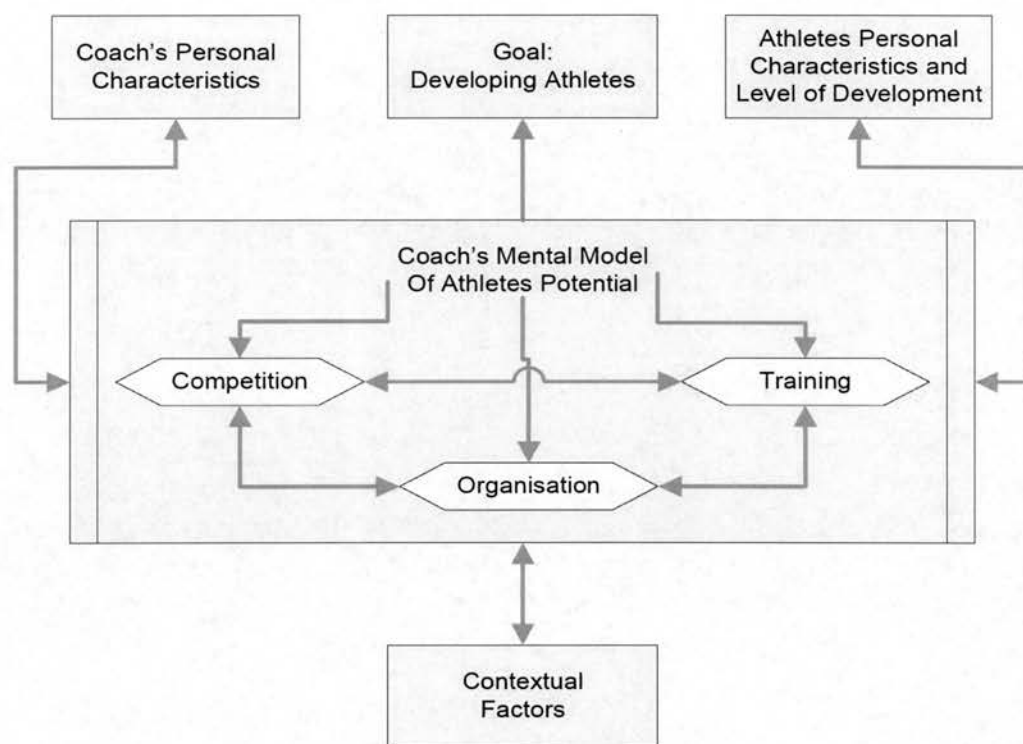 Coach's Personal
Characteristics
Goal:
Developing Athletes
Athletes Personal
Characteristics and
Level of Development
Coach's Mental Model
Of Athletes Potential
Competition
Training
Organisation
Contextual
Factors